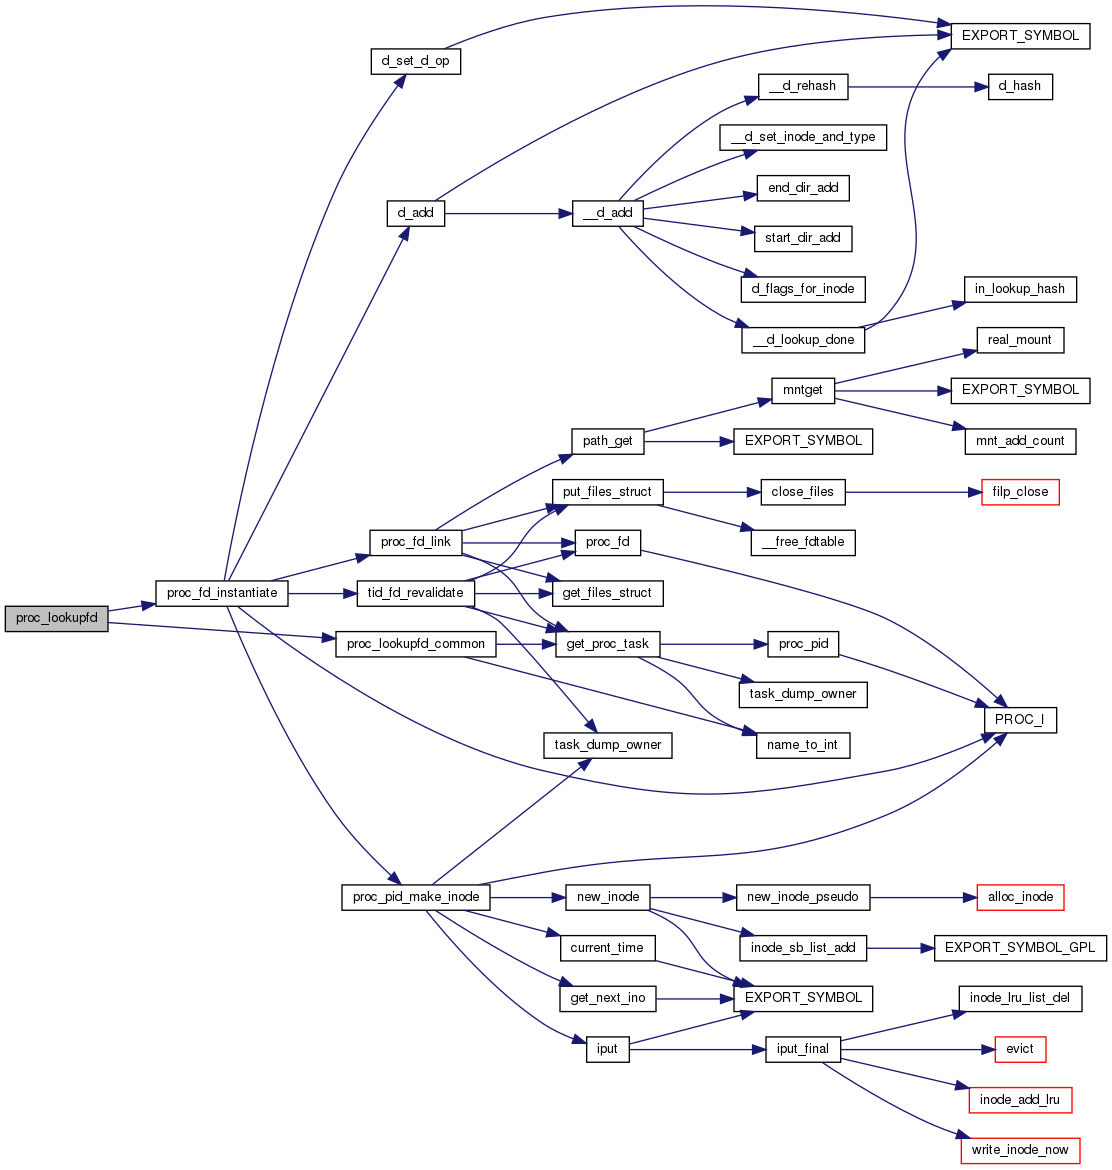 EXPORT_SYMBOL
d_set_d_op
__d_rehash
d_hash
__d_set_inode_and_type
end_dir_add
d_add
__d_add
start_dir_add
d_flags_for_inode
in_lookup_hash
__d_lookup_done
real_mount
mntget
EXPORT_SYMBOL
path_get
EXPORT_SYMBOL
mnt_add_count
put_files_struct
close_files
filp_close
proc_fd_link
proc_fd
__free_fdtable
proc_fd_instantiate
tid_fd_revalidate
get_files_struct
proc_lookupfd
proc_lookupfd_common
get_proc_task
proc_pid
task_dump_owner
PROC_I
task_dump_owner
name_to_int
proc_pid_make_inode
new_inode
new_inode_pseudo
alloc_inode
current_time
inode_sb_list_add
EXPORT_SYMBOL_GPL
get_next_ino
EXPORT_SYMBOL
inode_lru_list_del
iput
iput_final
evict
inode_add_lru
write_inode_now